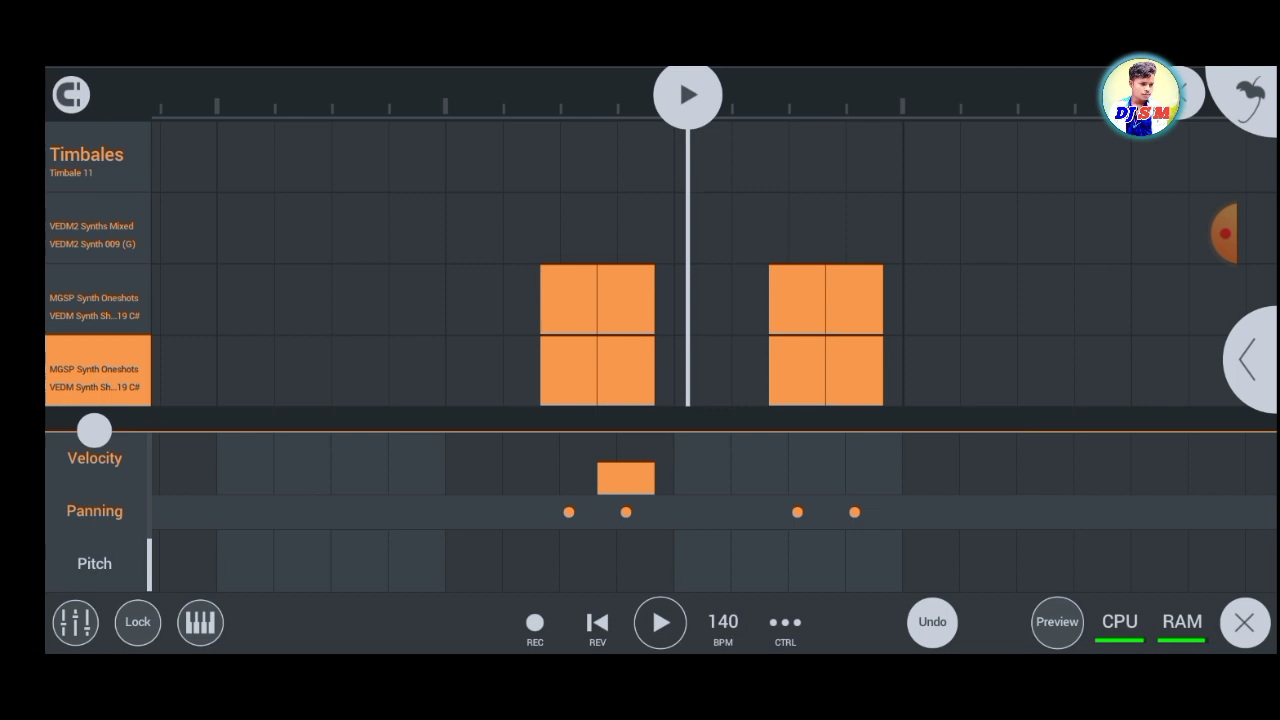 DJ S M
Timbales
Timbale 11
VEDM2 Synths Mixed
VEDM2 Synth 009 (G)
MGSP Synth Oneshots
VEDM Synth Sh...19 C#
MGSP Synth Oneshots
VEDM Synth Sh...19 C#
Velocity
Panning
Pitch
Lock
REC
REV
140
BPM
CTRL
Undo
Preview
CPU
RAM